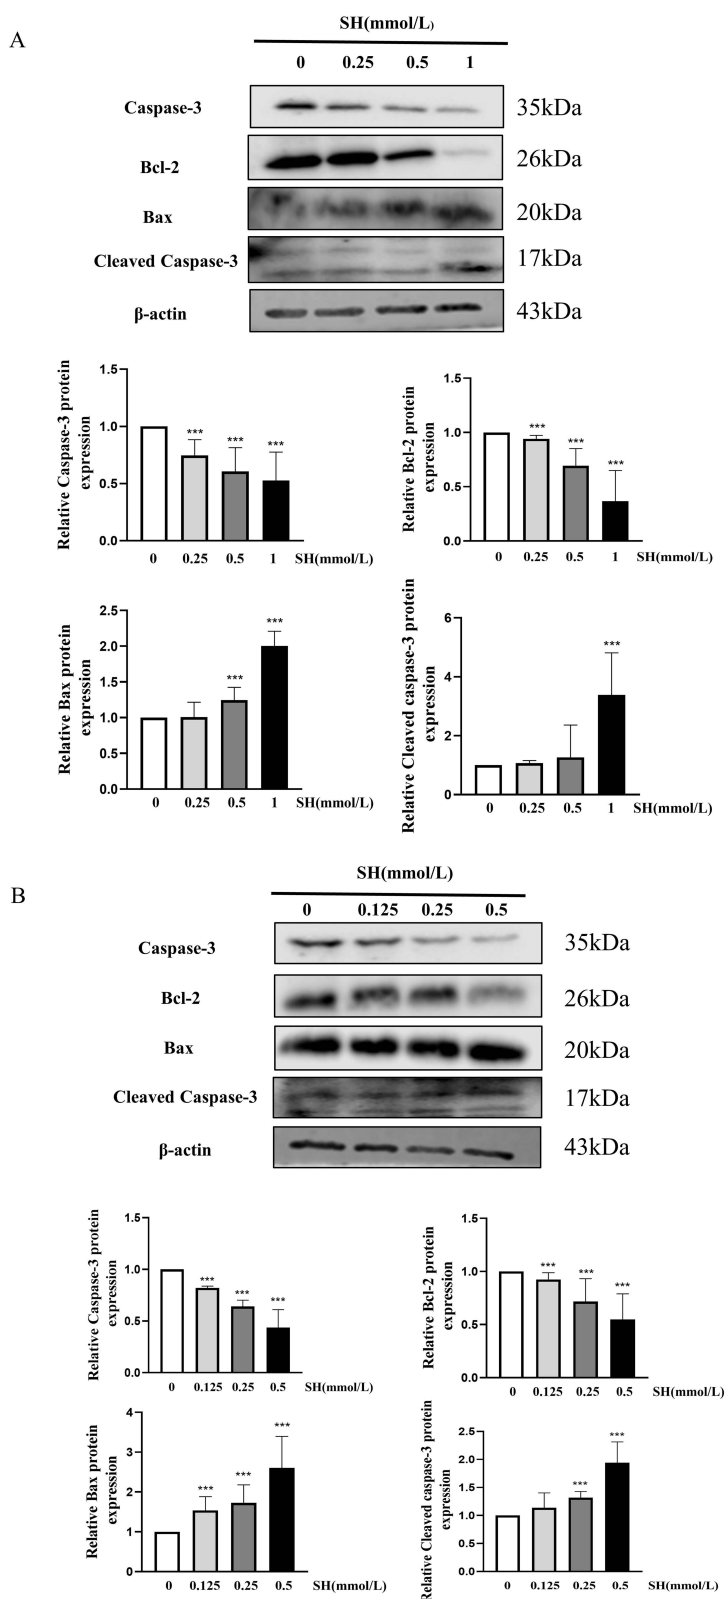 A
SH(mmol/L)
0 0.25 0.5 1
Caspase-3 35kDa
Bcl-2 26kDa
Bax 20kDa
Cleaved Caspase-3 17kDa
β-actin 43kDa
Relative Caspase-3 protein
expression
1.5
1.0
0.5
0.0
*** *** ***
0 0.25 0.5 1 SH(mmol/L)
Relative Bcl-2 protein
expression
1.5
1.0
0.5
0.0
*** *** ***
0 0.25 0.5 1 SH(mmol/L)
Relative Bax protein
expression
2.5
2.0
1.5
1.0
0.5
0.0
*** ***
0 0.25 0.5 1 SH(mmol/L)
Relative Cleaved caspase-3 protein
expression
6
4
2
0
***
0 0.25 0.5 1 SH(mmol/L)
B
SH(mmol/L)
0 0.125 0.25 0.5
Caspase-3 35kDa
Bcl-2 26kDa
Bax 20kDa
Cleaved Caspase-3 17kDa
β-actin 43kDa
Relative Caspase-3 protein
expression
1.5
1.0
0.5
0.0
*** *** ***
0 0.125 0.25 0.5 SH(mmol/L)
Relative Bcl-2 protein
expression
1.5
1.0
0.5
0.0
*** *** ***
0 0.125 0.25 0.5 SH(mmol/L)
Relative Bax protein
expression
4
3
2
1
0
*** *** ***
0 0.125 0.25 0.5 SH(mmol/L)
Relative Cleaved caspase-3 protein
expression
2.5
2.0
1.5
1.0
0.5
0.0
*** ***
0 0.125 0.25 0.5 SH(mmol/L)